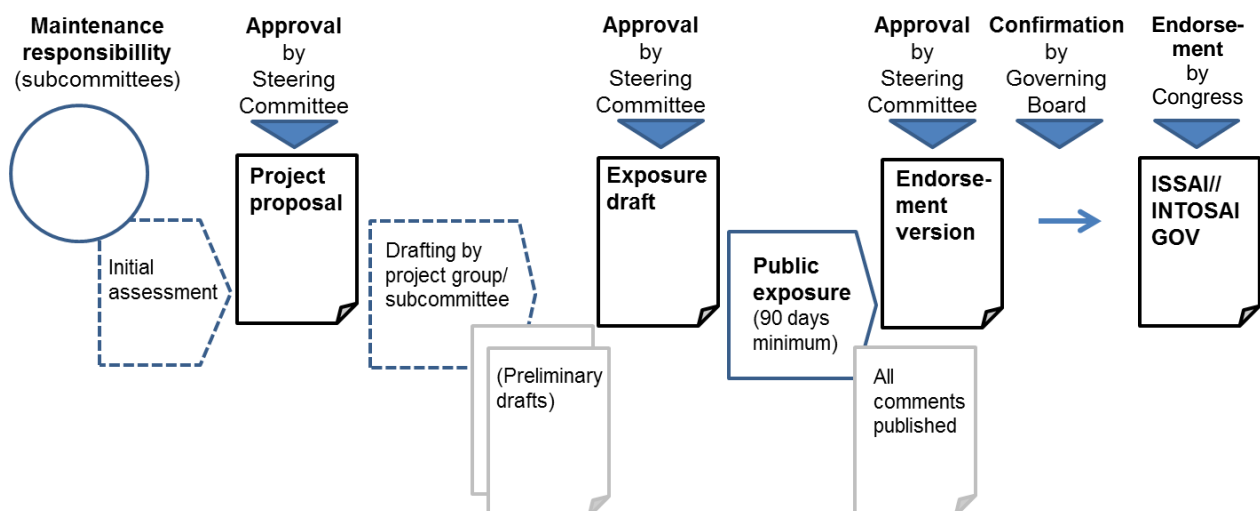 Maintenance
responsibillity
(subcommittees)
Approval
by
Steering
Committee
Approval
by
Steering
Committee
Approval
by
Steering
Committee
Confirmation
by
Governing
Board
Endorse-
ment
by
Congress
Initial
assessment
Project
proposal
Drafting by
project group/
subcommittee
(Preliminary
drafts)
Exposure
draft
Public
exposure
(90 days
minimum)
Endorse-
ment
version
All
comments
published
ISSAI//
INTOSAI
GOV